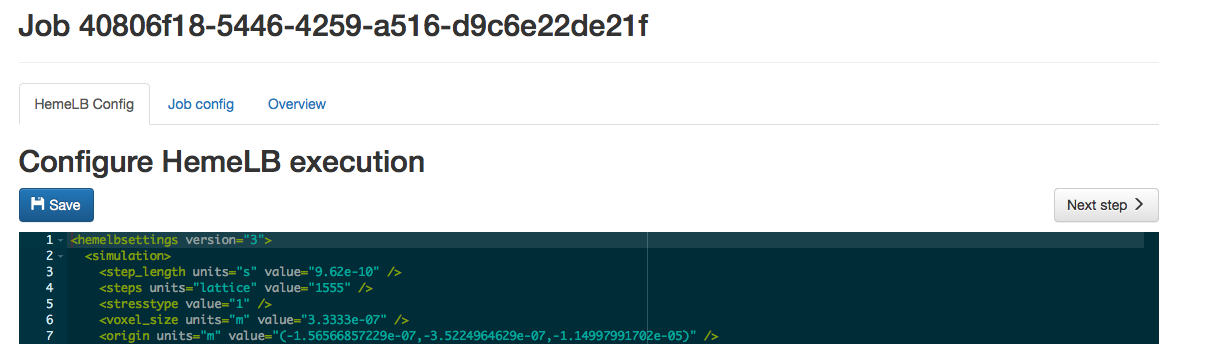 Job 40806f18-5446-4259-a516-d9c6e22de21f
HemeLB Config Job config Overview
Configure HemeLB execution
Save Next step
1 <hemelbsettings version="3">
2 <simulation>
3 <step_length units="s" value="9.62e-10" />
4 <steps units="lattice" value="1555" />
5 <stresstype value="1" />
6 <voxel_size units="m" value="3.3333e-07" />
7 <origin units="m" value="(-1.56566857229e-07,-3.5224964629e-07,-1.14997991702e-05)" />